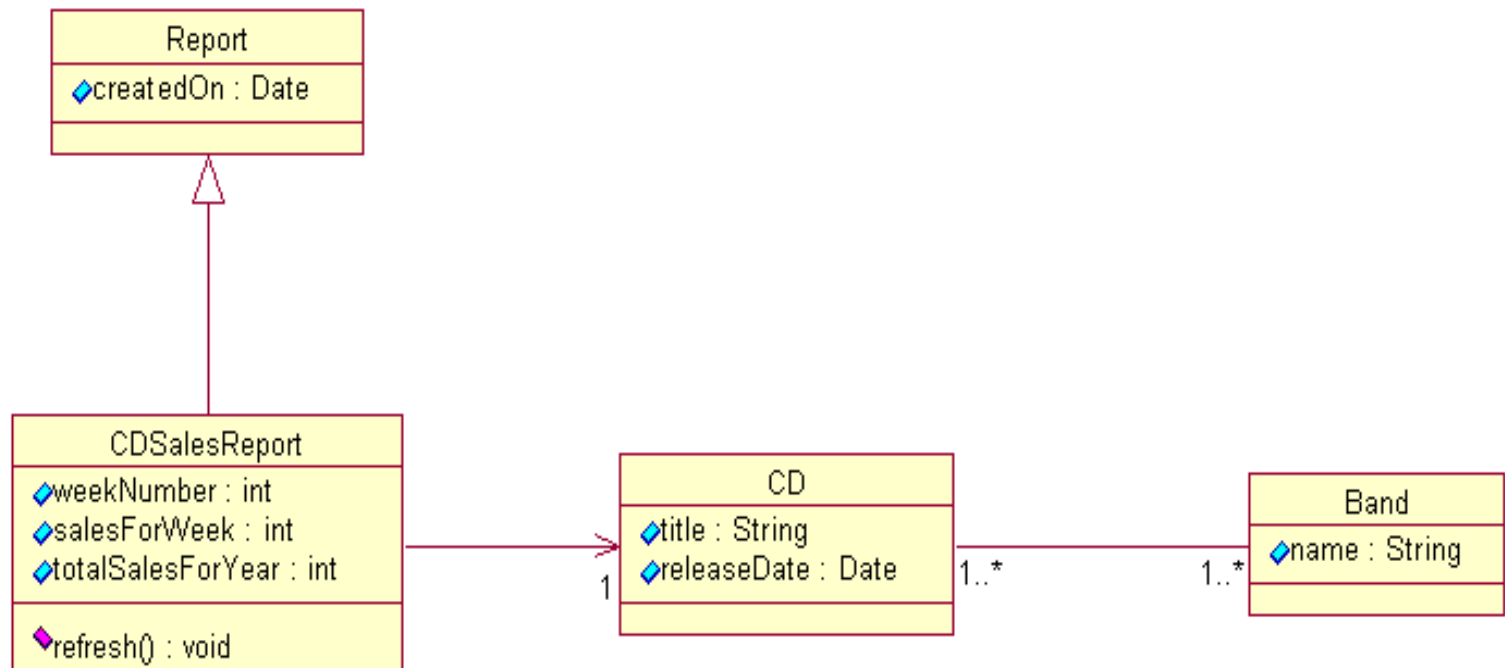 Report
createdOn : Date
CDSalesReport
weekNumber : int
salesForWeek : int
totalSalesForYear : int
refresh() : void
1
CD
title : String
releaseDate : Date
1..*
1..*
Band
name : String